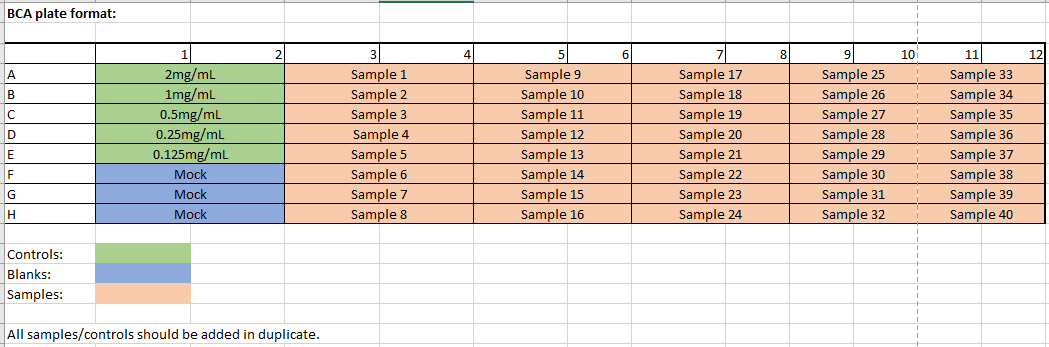 BCA plate format:
1 2 3 4 5 6 7 8 9 10 11 12
A 2mg/mL Sample 1 Sample 9 Sample 17 Sample 25 Sample 33
B 1mg/mL Sample 2 Sample 10 Sample 18 Sample 26 Sample 34
C 0.5mg/mL Sample 3 Sample 11 Sample 19 Sample 27 Sample 35
D 0.25mg/mL Sample 4 Sample 12 Sample 20 Sample 28 Sample 36
E 0.125mg/mL Sample 5 Sample 13 Sample 21 Sample 29 Sample 37
F Mock Sample 6 Sample 14 Sample 22 Sample 30 Sample 38
G Mock Sample 7 Sample 15 Sample 23 Sample 31 Sample 39
H Mock Sample 8 Sample 16 Sample 24 Sample 32 Sample 40
Controls:
Blanks:
Samples:
All samples/controls should be added in duplicate.